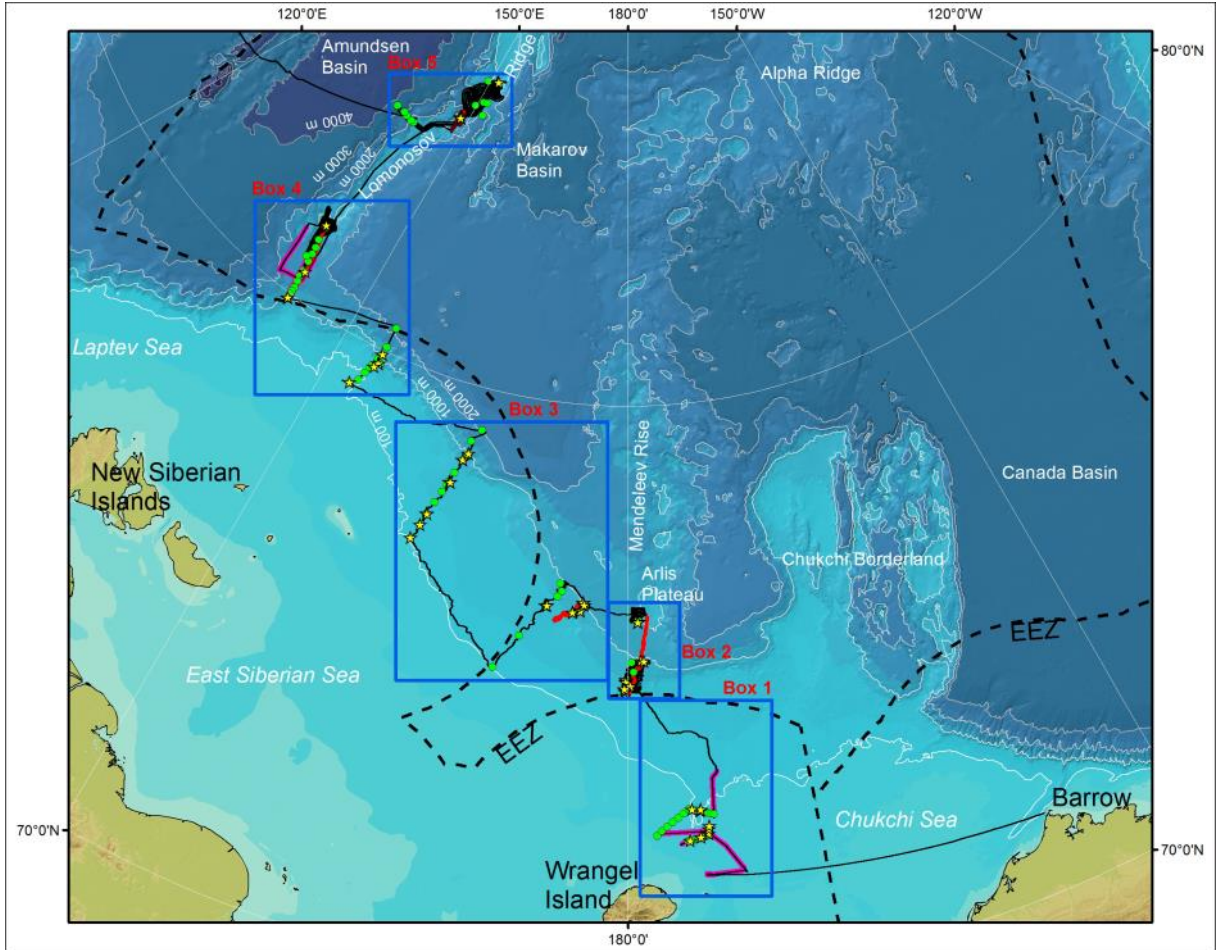 120°0'E
150°0'E
180°0'
150°0'W
120°0'W
80°0'N
Amundsen
Basin
Box 5
Ridge
Alpha Ridge
4000 m
3000 m
2000 m
Lomonosov
Makarov
Basin
Box 4
Laptev Sea
2000 m
1000 m
100 m
Box 3
New Siberian
Islands
Mendeleev Rise
Canada Basin
Chukchi Borderland
Arlis
Plateau
EEZ
Box 2
East Siberian Sea
Box 1
EEZ
Barrow
Chukchi Sea
70°0'N
70°0'N
Wrangel
Island
180°0'